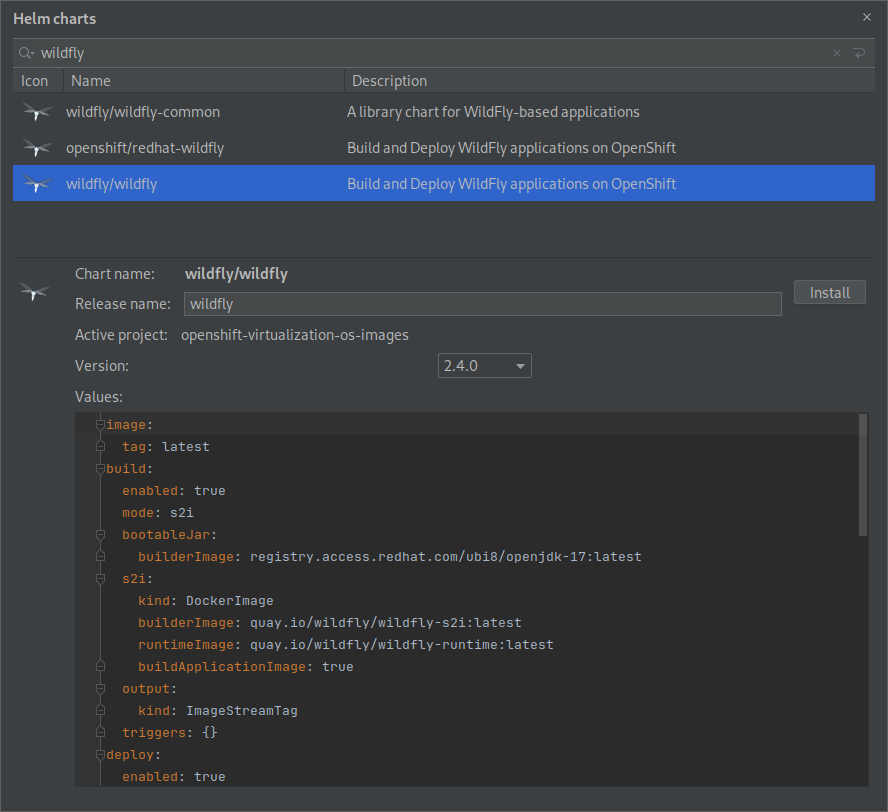 Helm charts
wildfly
Icon Name Description
wildfly/wildfly-common A library chart for WildFly-based applications
openshift/redhat-wildfly Build and Deploy WildFly applications on OpenShift
wildfly/wildfly Build and Deploy WildFly applications on OpenShift
Chart name: wildfly/wildfly
Release name: wildfly
Install
Active project: openshift-virtualization-os-images
Version: 2.4.0
Values:
image:
  tag: latest
build:
  enabled: true
  mode: s2i
  bootableJar:
    builderImage: registry.access.redhat.com/ubi8/openjdk-17:latest
  s2i:
    kind: DockerImage
    builderImage: quay.io/wildfly/wildfly-s2i:latest
    runtimeImage: quay.io/wildfly/wildfly-runtime:latest
    buildApplicationImage: true
  output:
    kind: ImageStreamTag
  triggers: {}
deploy:
  enabled: true